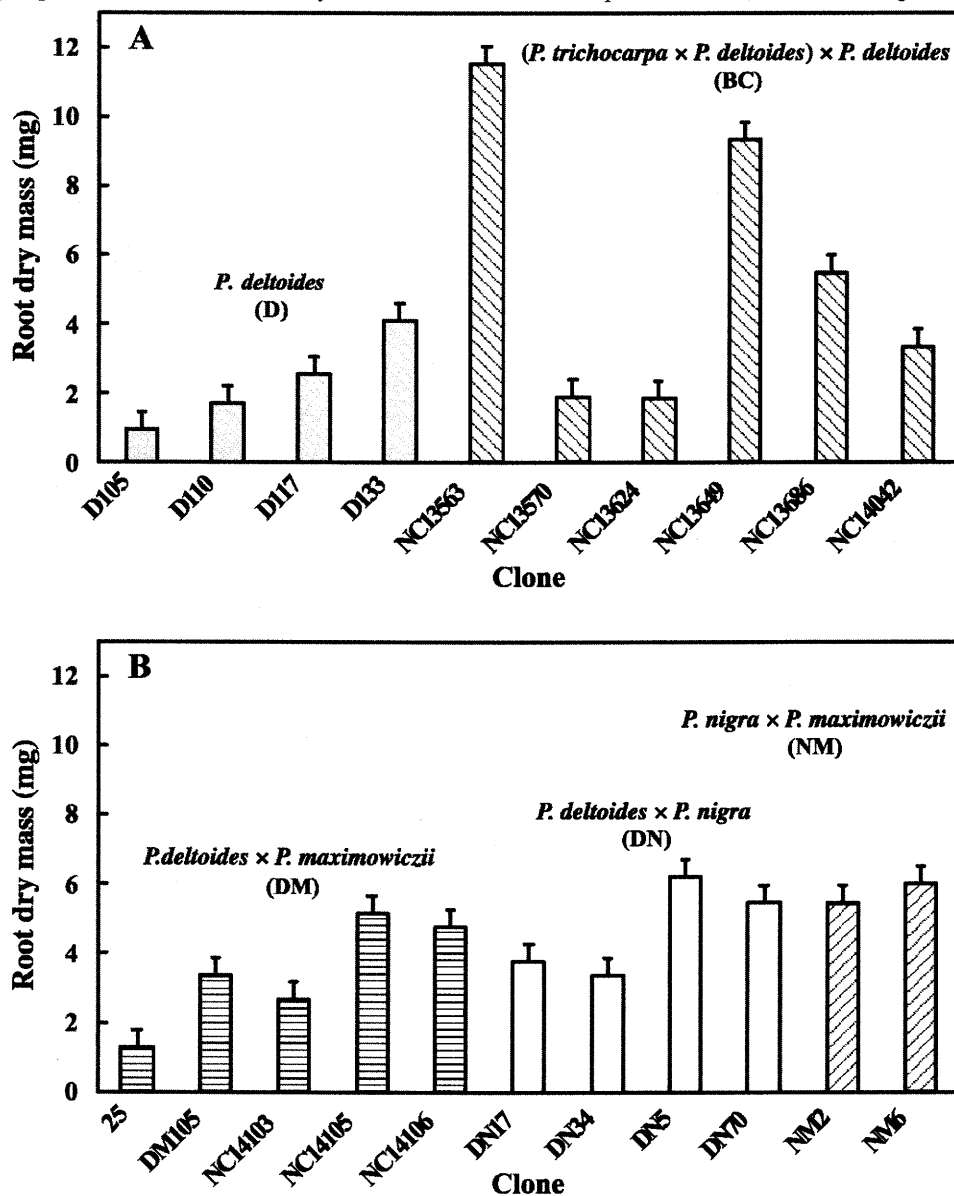 A
(P. trichocarpa × P. deltoides) × P. deltoides
(BC)
P. deltoides
(D)
Root dry mass (mg)
12
10
8
6
4
2
0
D105
D110
D117
D133
NC13563
NC13570
NC13624
NC13649
NC13686
NC14042
Clone
B
P. nigra × P. maximowiczii
(NM)
P. deltoides × P. nigra
(DN)
P.deltoides × P. maximowiczii
(DM)
Root dry mass (mg)
12
10
8
6
4
2
0
25
DM105
NC14103
NC14105
NC14106
DN17
DN34
DN5
DN70
NM2
NM6
Clone